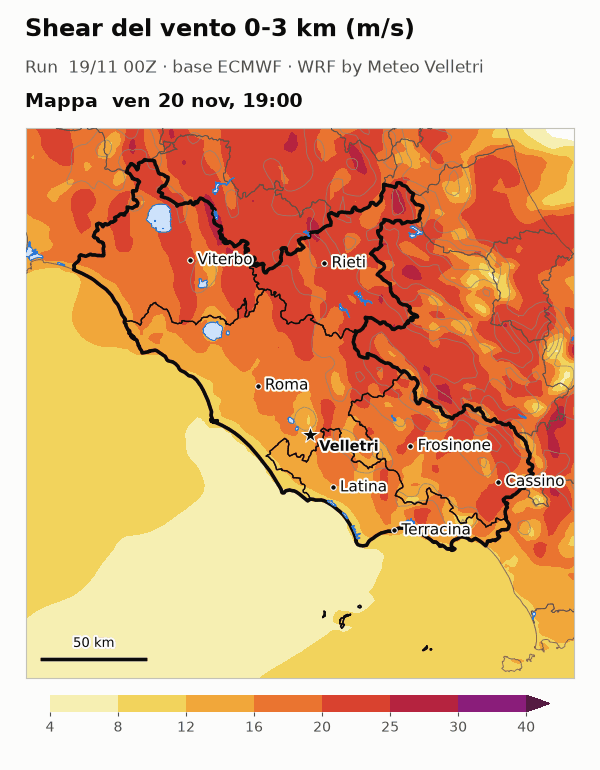 Shear del vento 0-3 km (m/s)
Run  19/11 00Z · base ECMWF · WRF by Meteo Velletri
Mappa  ven 20 nov, 19:00
Viterbo
Rieti
Roma
Velletri
Frosinone
Cassino
Latina
Terracina
50 km
4 8 12 16 20 25 30 40